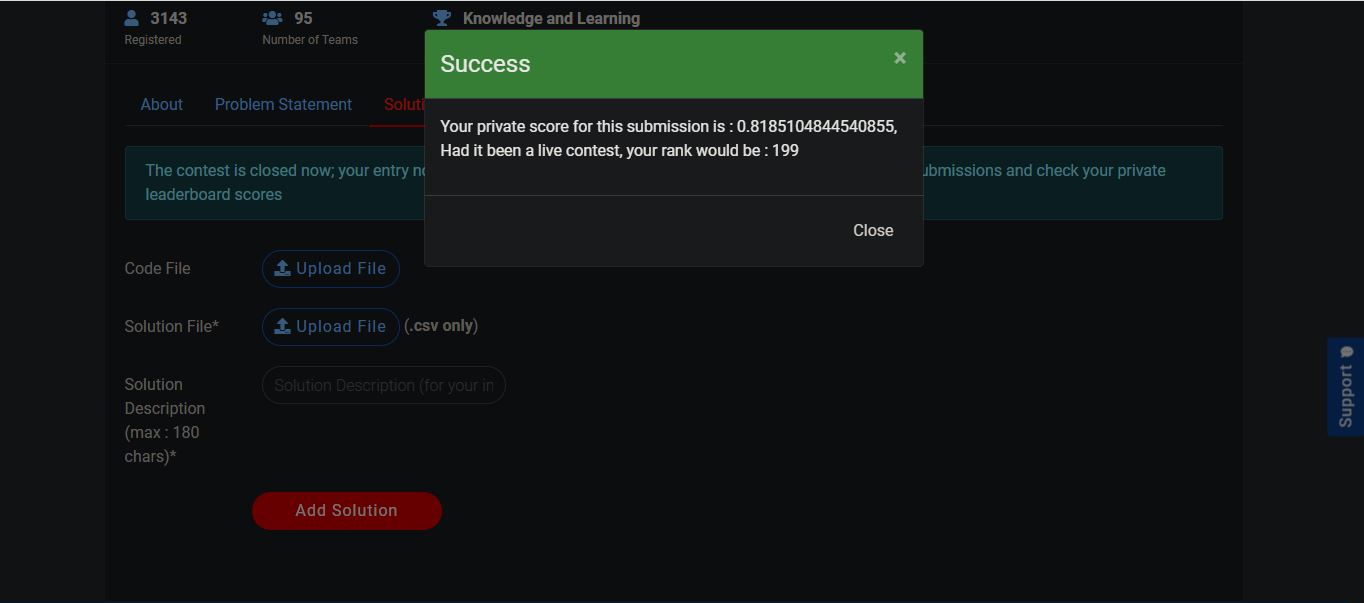 3143
Registered
95
Number of Teams
Knowledge and Learning
Success
×
Your private score for this submission is : 0.8185104844540855,
Had it been a live contest, your rank would be : 199
Close
About
Problem Statement
Soluti
The contest is closed now; your entry no
ubmissions and check your private
leaderboard scores
Code File
Upload File
Solution File*
Upload File (.csv only)
Solution
Description
(max : 180
chars)*
Solution Description (for your in
Add Solution
Support